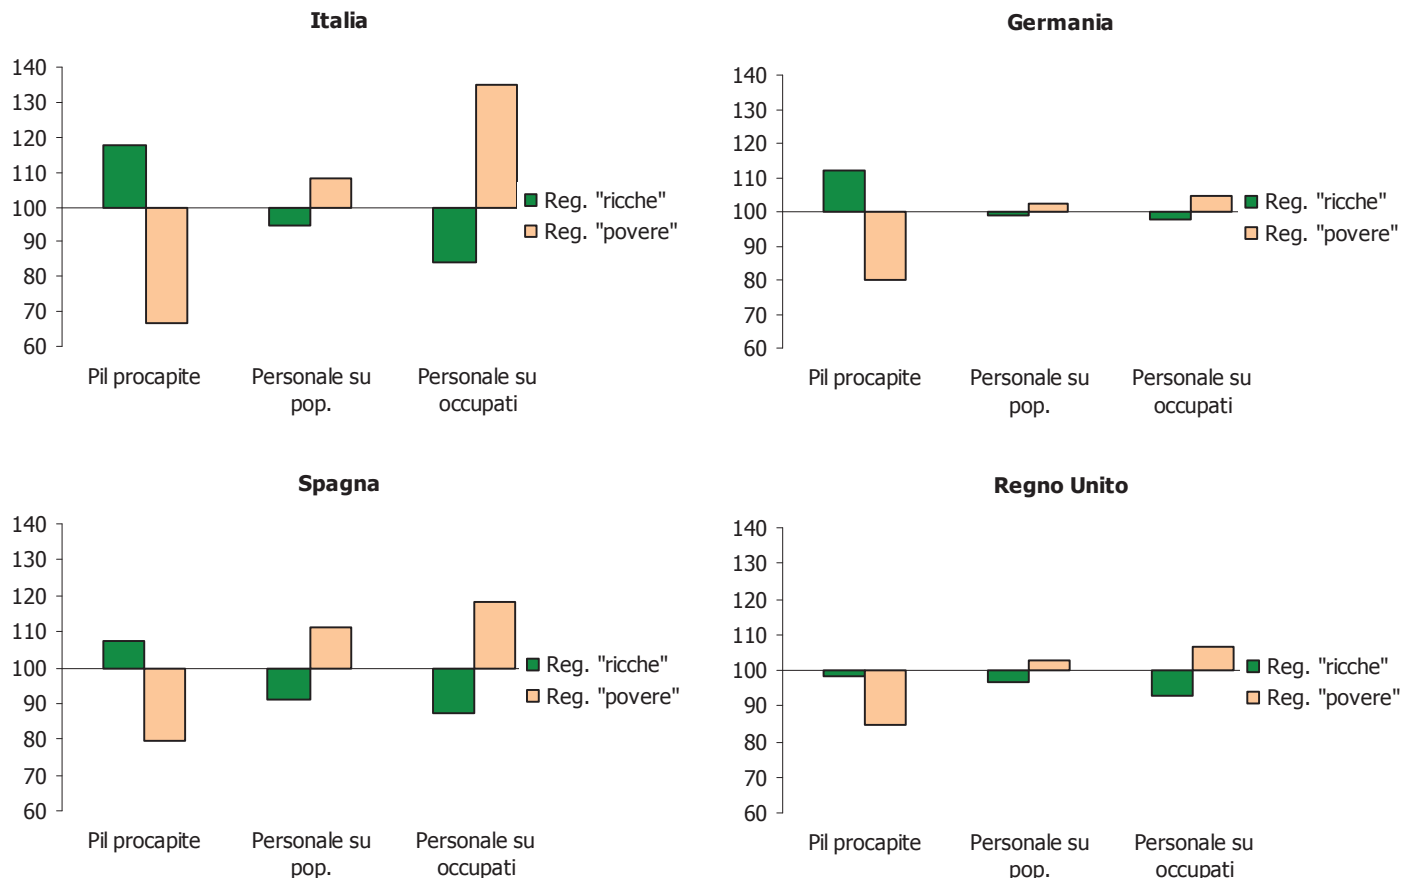 Italia
140
130
120
110
100
90
80
70
60
Pil procapite
Personale su
pop.
Personale su
occupati
Reg. "ricche"
Reg. "povere"
Germania
140
130
120
110
100
90
80
70
60
Pil procapite
Personale su
pop.
Personale su
occupati
Reg. "ricche"
Reg. "povere"
Spagna
140
130
120
110
100
90
80
70
60
Pil procapite
Personale su
pop.
Personale su
occupati
Reg. "ricche"
Reg. "povere"
Regno Unito
140
130
120
110
100
90
80
70
60
Pil procapite
Personale su
pop.
Personale su
occupati
Reg. "ricche"
Reg. "povere"